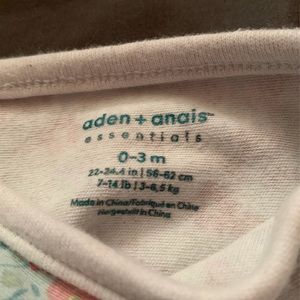 aden + anais™
essentials
0-3 m
22-24.4 in | 56-62 cm
7-14 lb | 3-6,5 kg
Made in China/Fabriqué en Chine
Hergestellt in China